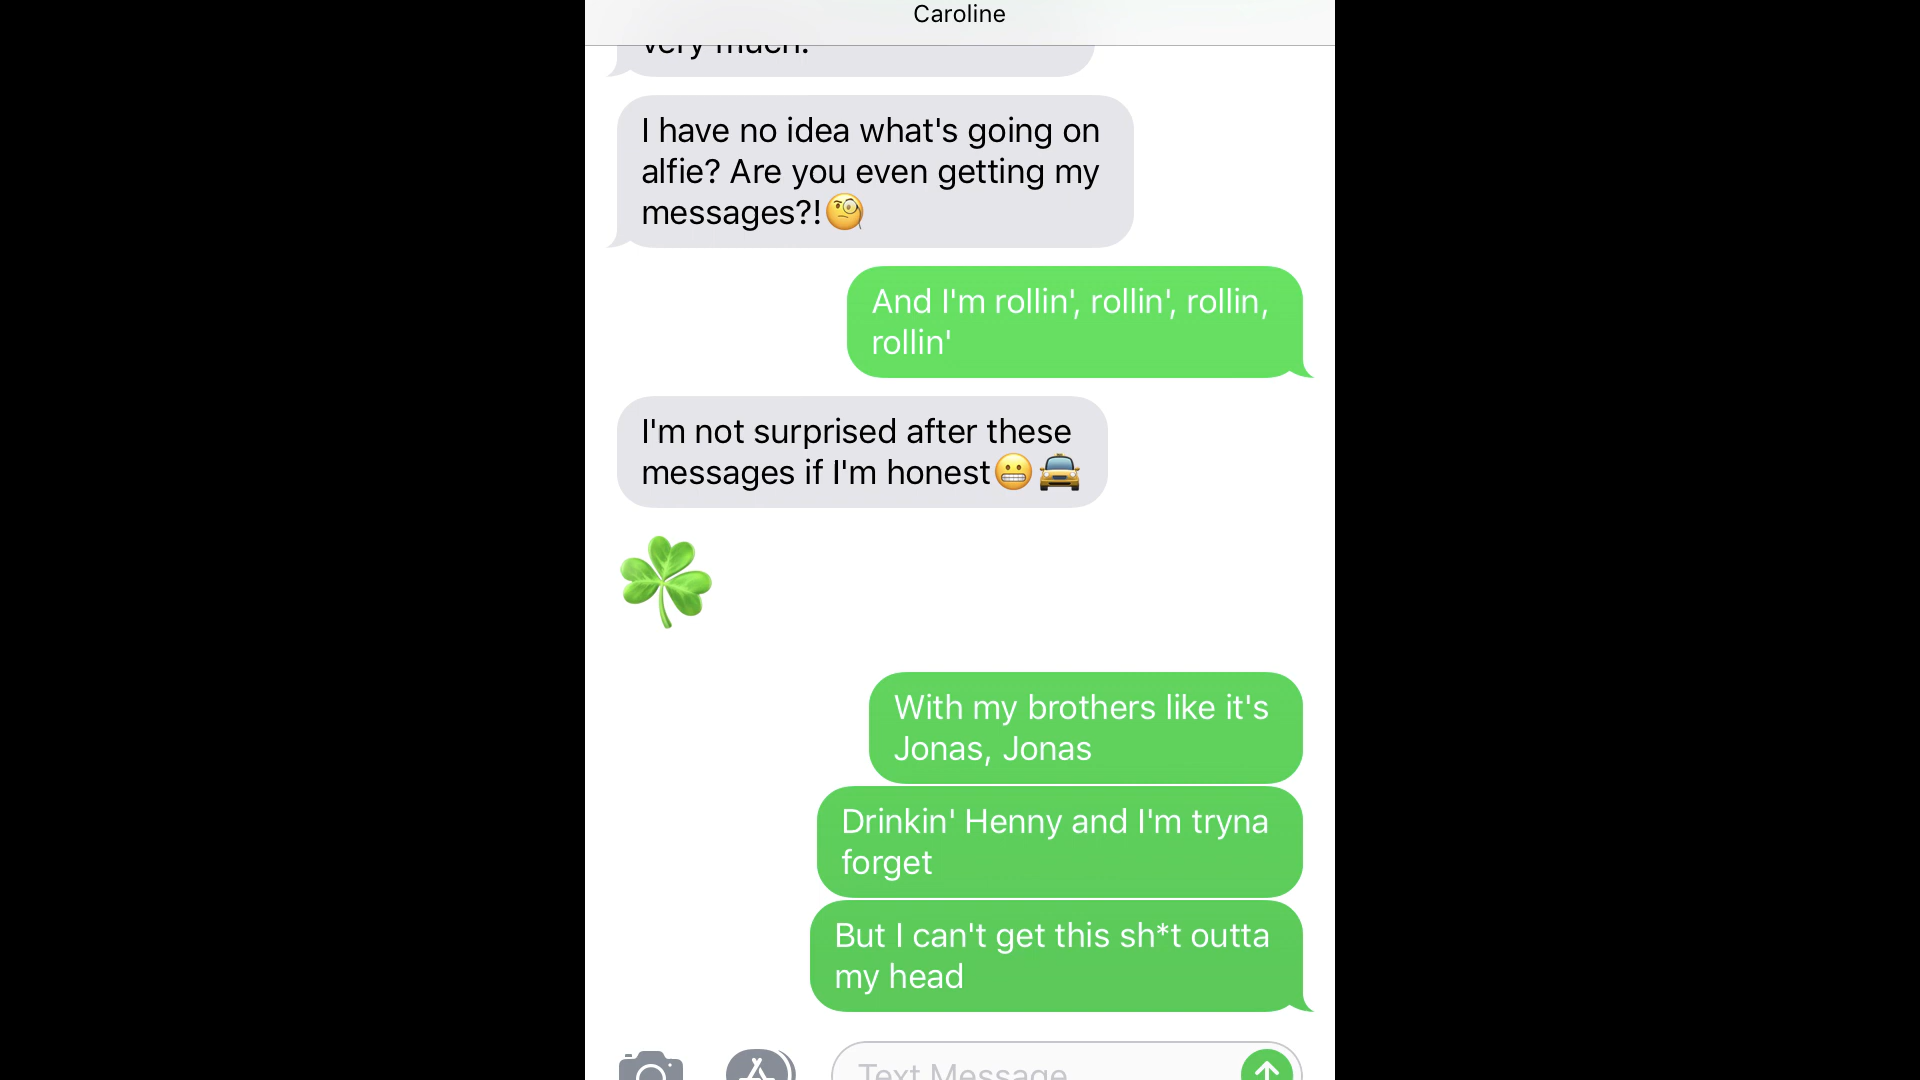 Caroline
very much.
I have no idea what's going on
alfie? Are you even getting my
messages?!🧐
And I'm rollin', rollin', rollin,
rollin'
I'm not surprised after these
messages if I'm honest😬🚖
☘️
With my brothers like it's
Jonas, Jonas
Drinkin' Henny and I'm tryna
forget
But I can't get this sh*t outta
my head
Text Message